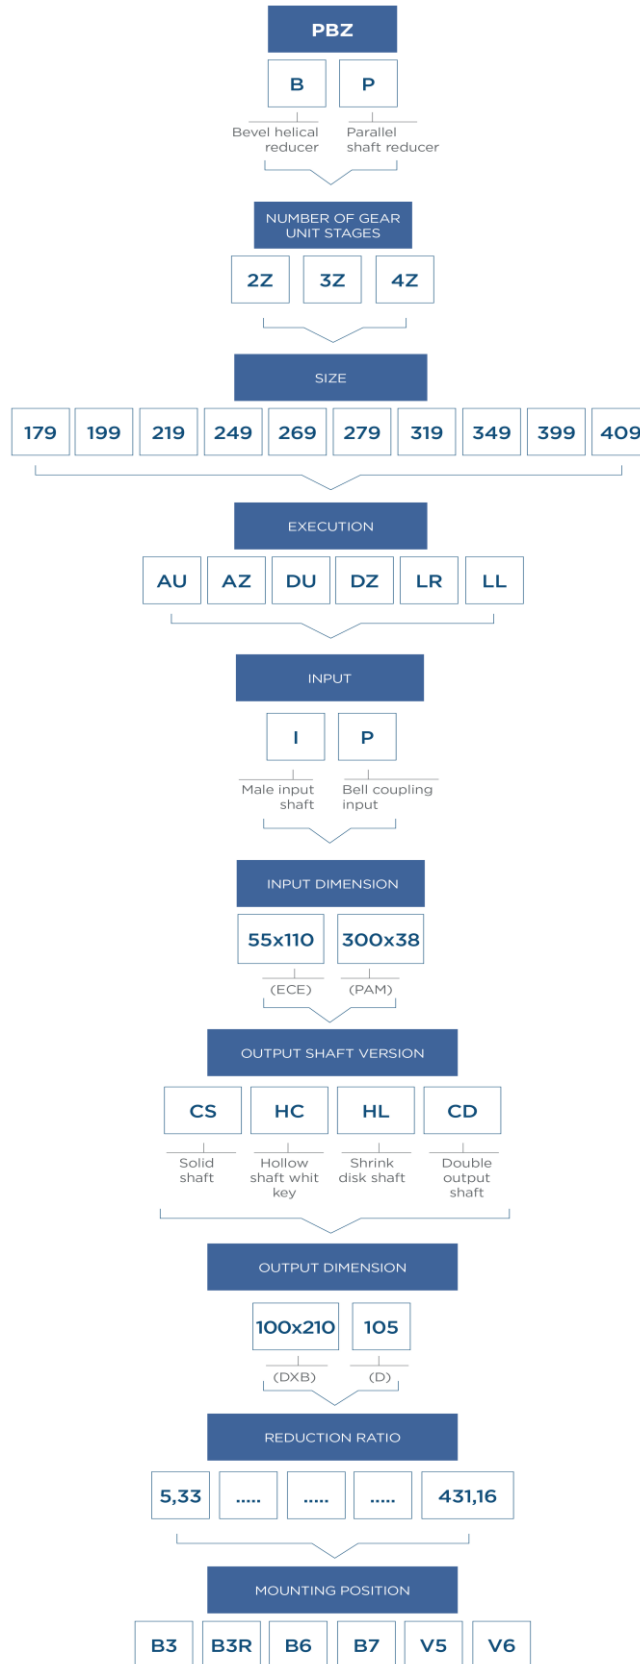 PBZ
B P
Bevel helical Parallel
reducer shaft reducer
NUMBER OF GEAR
UNIT STAGES
2Z 3Z 4Z
SIZE
179 199 219 249 269 279 319 349 399 409
EXECUTION
AU AZ DU DZ LR LL
INPUT
I P
Male input Bell coupling
shaft input
INPUT DIMENSION
55x110 300x38
(ECE) (PAM)
OUTPUT SHAFT VERSION
CS HC HL CD
Solid Hollow Shrink Double
shaft shaft whit disk shaft output
key shaft
OUTPUT DIMENSION
100x210 105
(DXB) (D)
REDUCTION RATIO
5,33 ..... ..... ..... 431,16
MOUNTING POSITION
B3 B3R B6 B7 V5 V6